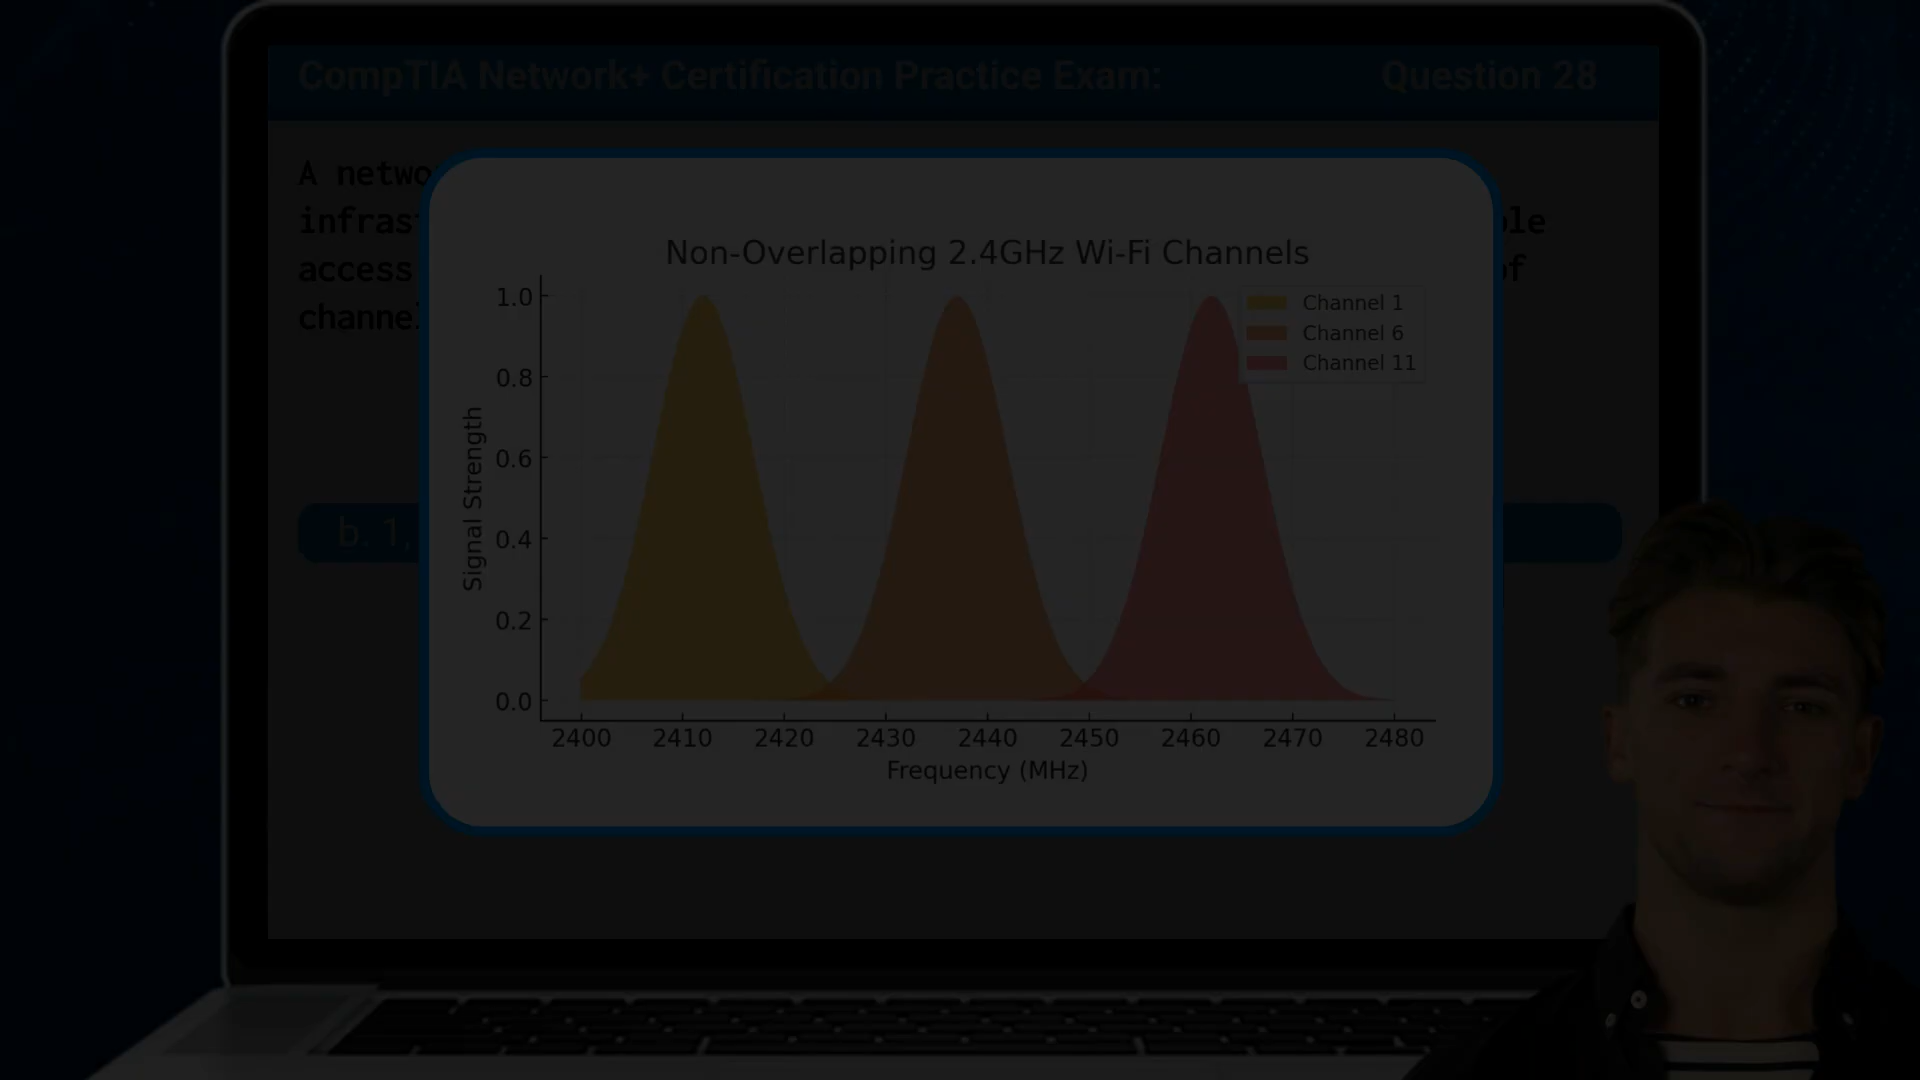 CompTIA Network+ Certification Practice Exam: Question 28
A netwo
infras
ole
access
of
channe
Non-Overlapping 2.4GHz Wi-Fi Channels
Channel 1
Channel 6
Channel 11
1.0
0.8
0.6
0.4
0.2
0.0
Signal Strength
b. 1,
2400 2410 2420 2430 2440 2450 2460 2470 2480
Frequency (MHz)